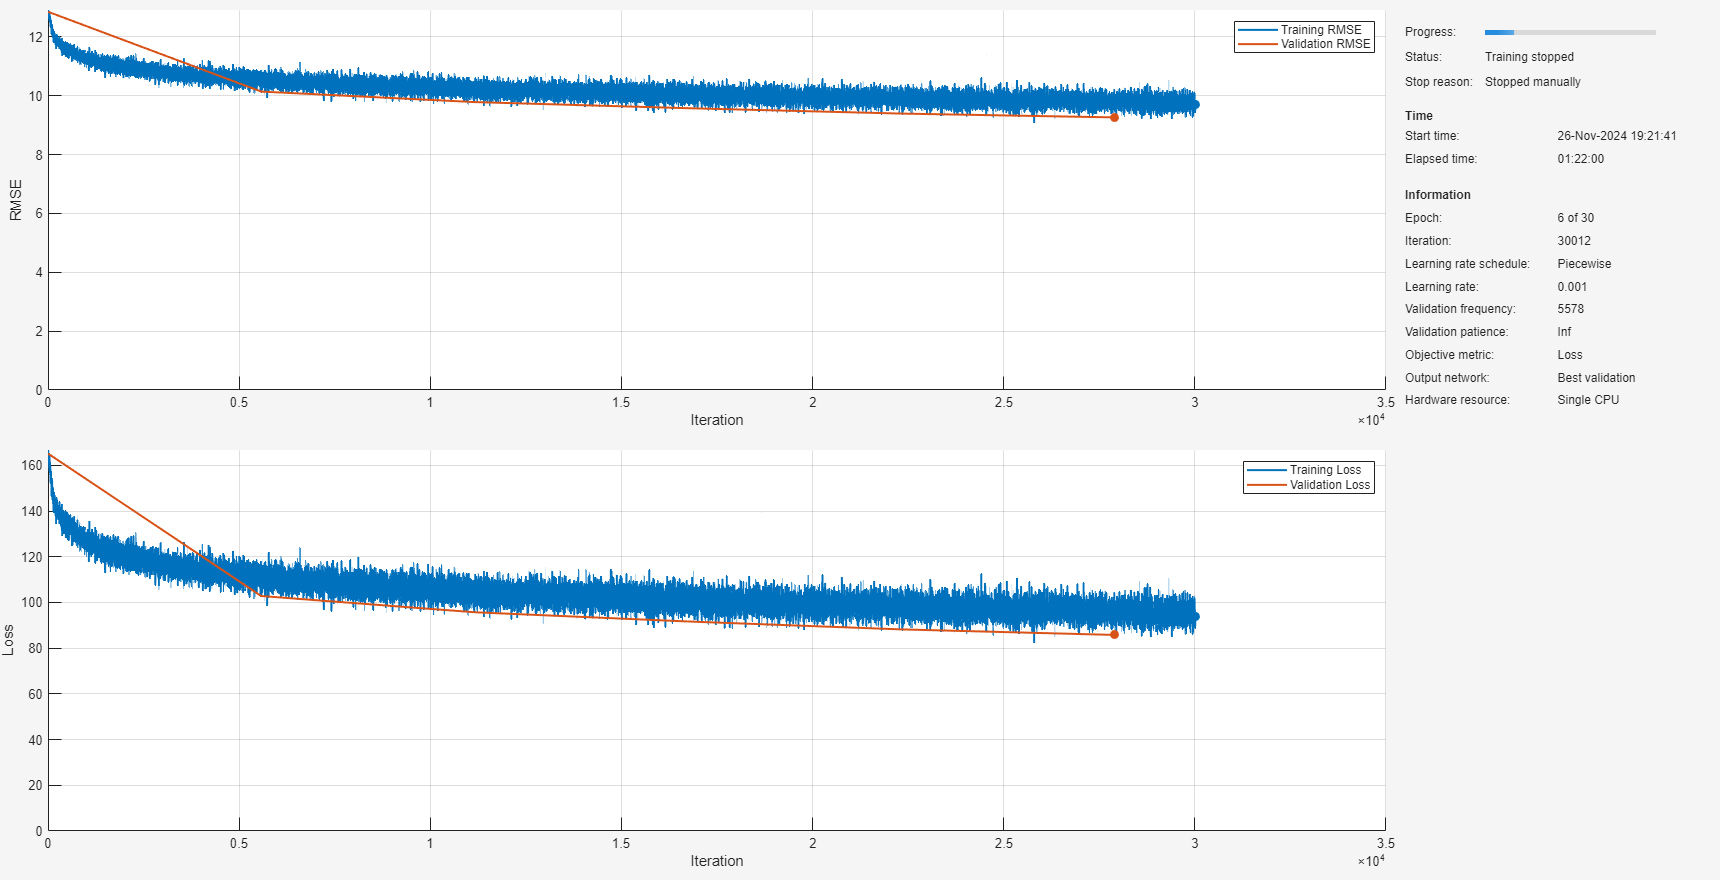 Training RMSE
Validation RMSE
12
10
8
6
4
2
0
RMSE
0
0.5
1
1.5
2
2.5
3
3.5
Iteration
×10⁴
Training Loss
Validation Loss
160
140
120
100
80
60
40
20
0
Loss
0
0.5
1
1.5
2
2.5
3
3.5
Iteration
×10⁴
Progress:
Status: Training stopped
Stop reason: Stopped manually
Time
Start time: 26-Nov-2024 19:21:41
Elapsed time: 01:22:00
Information
Epoch: 6 of 30
Iteration: 30012
Learning rate schedule: Piecewise
Learning rate: 0.001
Validation frequency: 5578
Validation patience: Inf
Objective metric: Loss
Output network: Best validation
Hardware resource: Single CPU